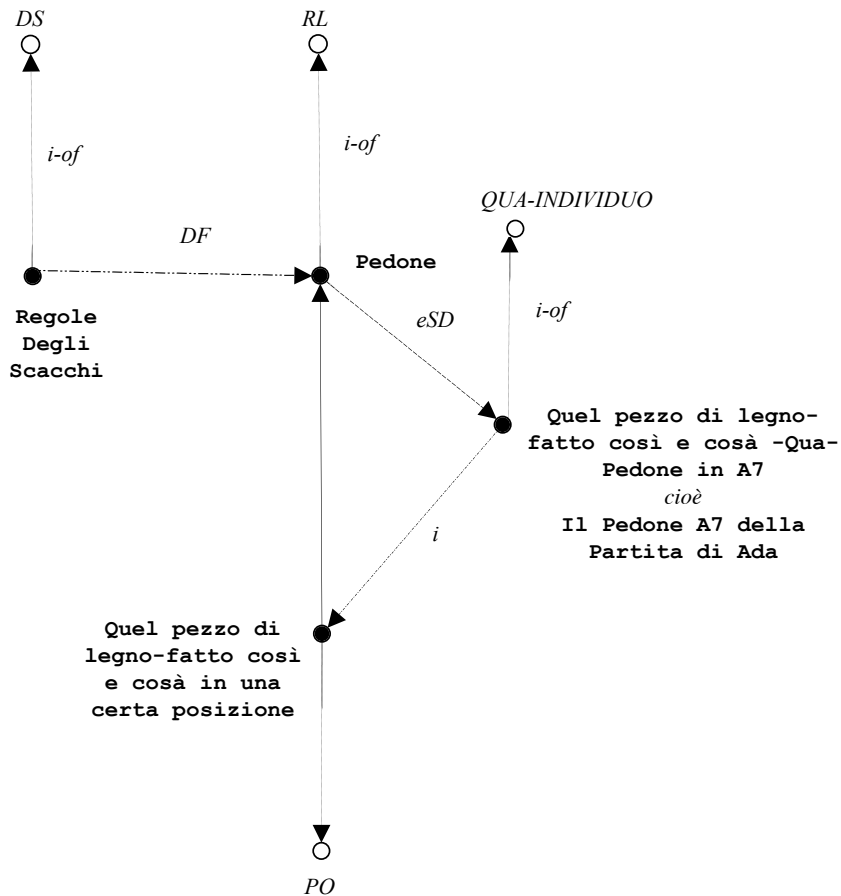 DS
RL
i-of
i-of
QUA-INDIVIDUO
DF
Pedone
i-of
eSD
Regole
Degli
Scacchi
Quel pezzo di legno-
fatto così e cosà -Qua-
Pedone in A7
cioè
Il Pedone A7 della
Partita di Ada
i
Quel pezzo di
legno-fatto così
e cosà in una
certa posizione
PO